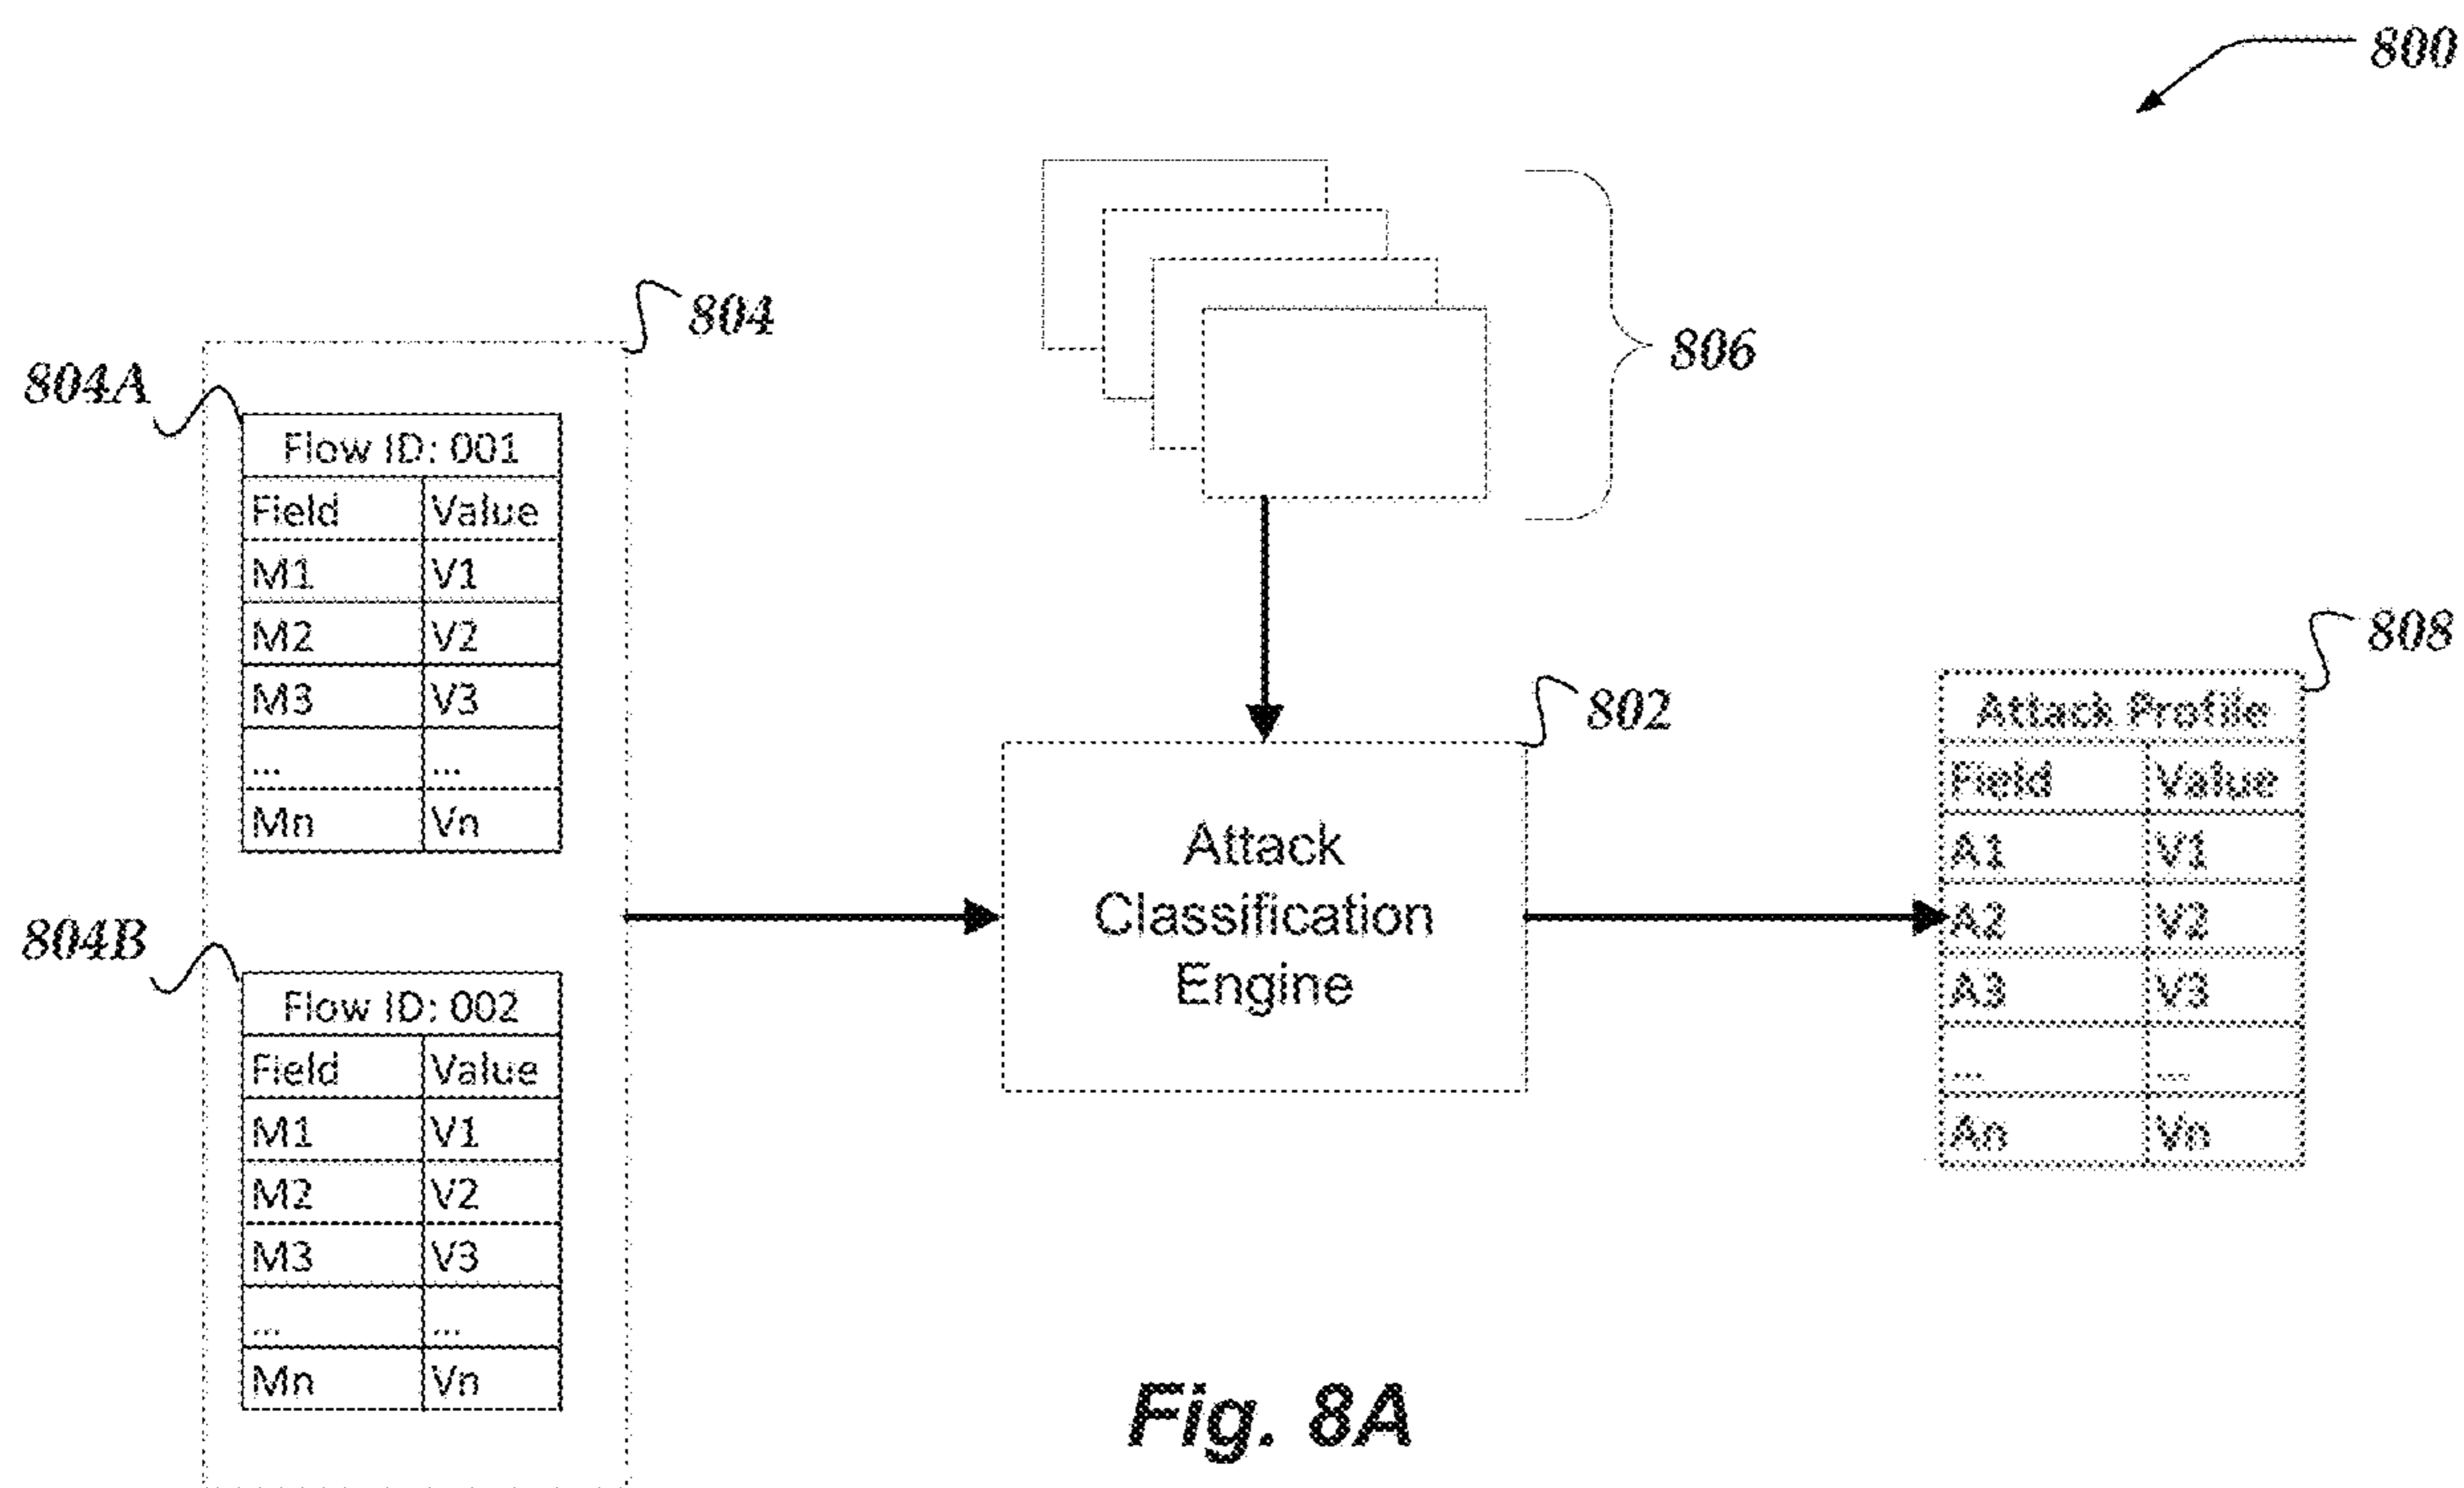 800
804
804A
Flow ID: 001
Field Value
M1 V1
M2 V2
M3 V3
... ...
Mn Vn
804B
Flow ID: 002
Field Value
M1 V1
M2 V2
M3 V3
... ...
Mn Vn
806
802
Attack
Classification
Engine
808
Attack Profile
Field Value
A1 V1
A2 V2
A3 V3
... ...
An Vn
Fig. 8A